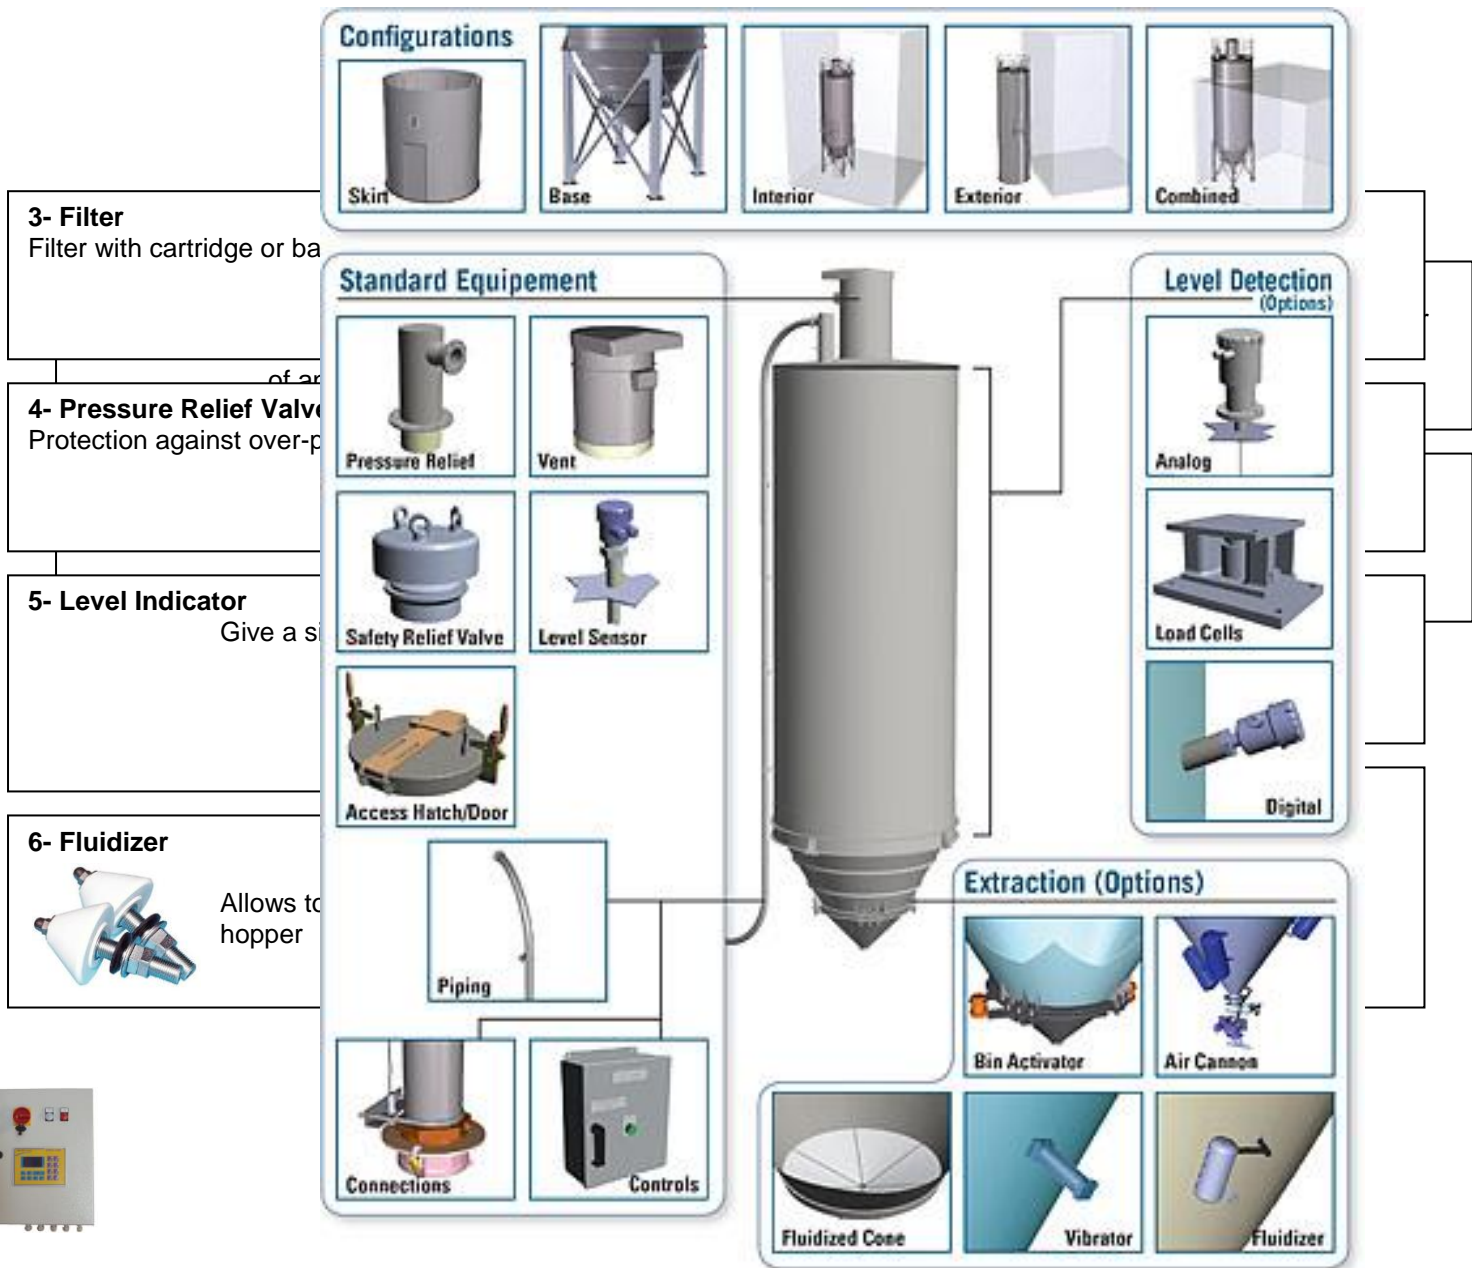 Configurations
Skirt
Base
Interior
Exterior
Combined
3- Filter
Filter with cartridge or ba
of
4- Pressure Relief Valve
Protection against over-p
5- Level Indicator
Give a si
6- Fluidizer
Allows to
hopper
Standard Equipement
Pressure Relief
Vent
Safety Relief Valve
Level Sensor
Access Hatch/Door
Piping
Connections
Controls
Level Detection
(Options)
Analog
Load Cells
Digital
Extraction (Options)
Bin Activator
Air Cannon
Fluidized Cone
Vibrator
Fluidizer